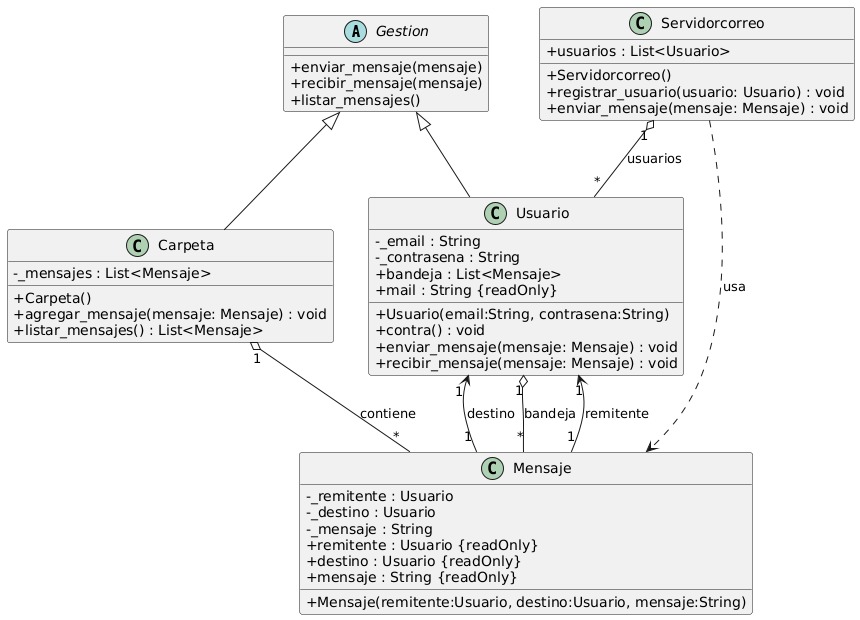 A Gestion
+enviar_mensaje(mensaje)
+recibir_mensaje(mensaje)
+listar_mensajes()
C Servidorcorreo
+usuarios : List<Usuario>
+Servidorcorreo()
+registrar_usuario(usuario: Usuario) : void
+enviar_mensaje(mensaje: Mensaje) : void
1
usuarios
*
C Carpeta
-_mensajes : List<Mensaje>
+Carpeta()
+agregar_mensaje(mensaje: Mensaje) : void
+listar_mensajes() : List<Mensaje>
C Usuario
-_email : String
-_contrasena : String
+bandeja : List<Mensaje>
+mail : String {readOnly}
+Usuario(email:String, contrasena:String)
+contra() : void
+enviar_mensaje(mensaje: Mensaje) : void
+recibir_mensaje(mensaje: Mensaje) : void
usa
1
contiene
*
1
destino
1
1
bandeja
*
1
remitente
1
C Mensaje
-_remitente : Usuario
-_destino : Usuario
-_mensaje : String
+remitente : Usuario {readOnly}
+destino : Usuario {readOnly}
+mensaje : String {readOnly}
+Mensaje(remitente:Usuario, destino:Usuario, mensaje:String)